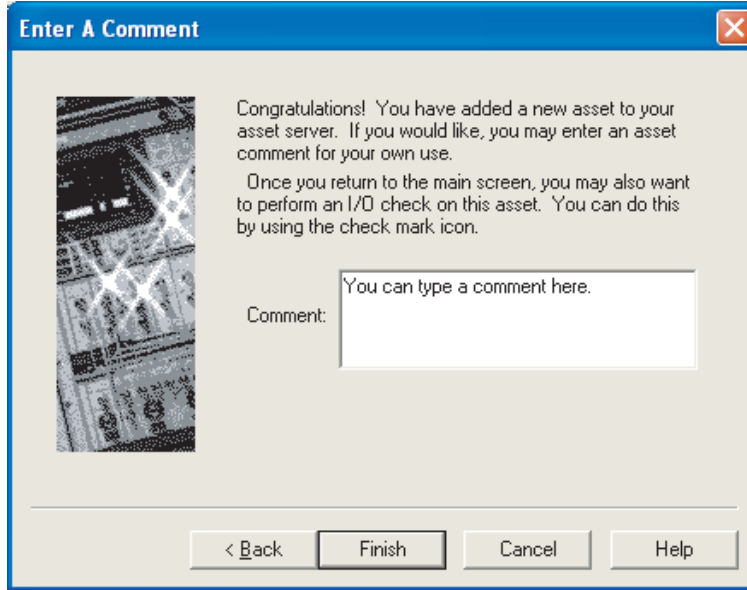 Enter A Comment
Congratulations!  You have added a new asset to your
asset server.  If you would like, you may enter an asset
comment for your own use.
Once you return to the main screen, you may also want
to perform an I/O check on this asset.  You can do this
by using the check mark icon.
You can type a comment here.
Comment:
< Back
Finish
Cancel
Help